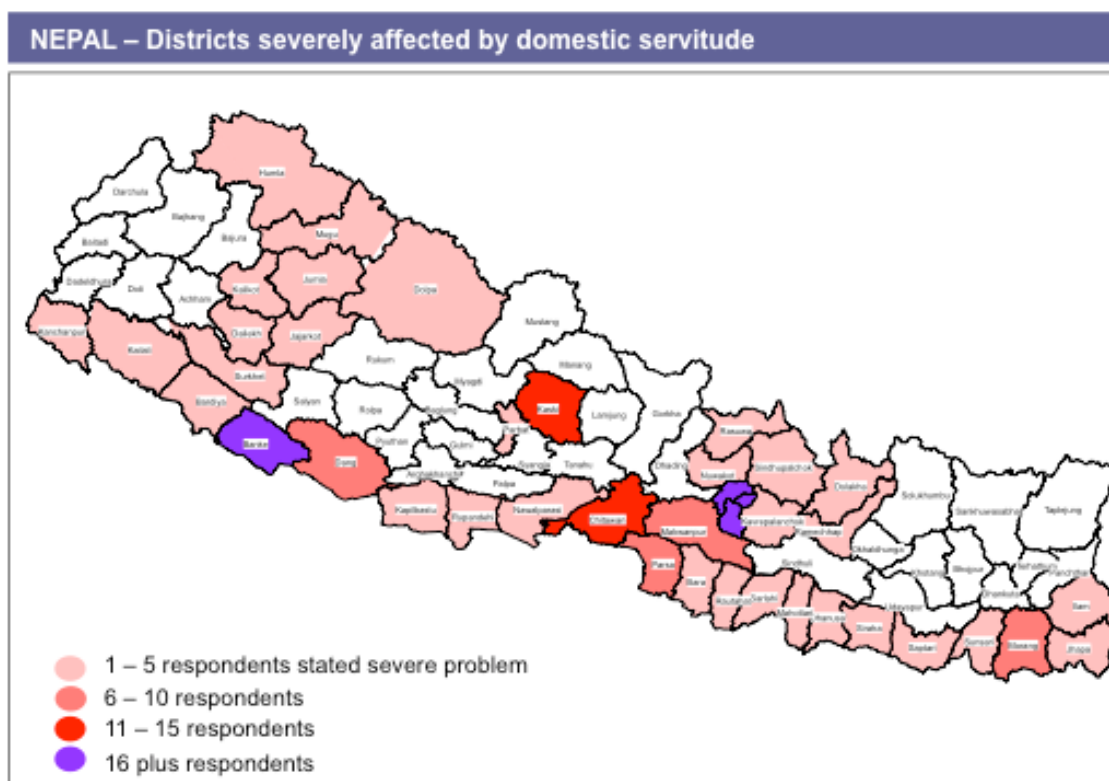 NEPAL – Districts severely affected by domestic servitude
Humla
Darchula
Bajhang
Mugu
Bajura
Baitadi
Jumla
Dadeldhura
Doti
Kalikot
Dolpa
Achham
Mustang
Kanchanpur
Dailekh
Jajarkot
Kailali
Manang
Rukum
Surkhet
Myagdi
Bardiya
Salyan
Rolpa
Baglung
Kaski
Lamjung
Gorkha
Parbat
Rasuwa
Banke
Pyuthan
Gulmi
Dang
Syangja
Tanahu
Dhading
Nuwakot
Sindhupalchok
Arghakhanchi
Palpa
Dolakha
Solukhumbu
Sankhuwasabha
Taplejung
Kapilbastu
Rupandehi
Nawalparasi
Chitawan
Makwanpur
Kavrepalanchok
Ramechhap
Okhaldhunga
Parsa
Sindhuli
Khotang
Bhojpur
Terhathum
Panchthar
Bara
Dhankuta
Rautahat
Sarlahi
Mahottari
Dhanusa
Udayapur
Ilam
Siraha
Saptari
Sunsari
Morang
Jhapa
1 – 5 respondents stated severe problem
6 – 10 respondents
11 – 15 respondents
16 plus respondents